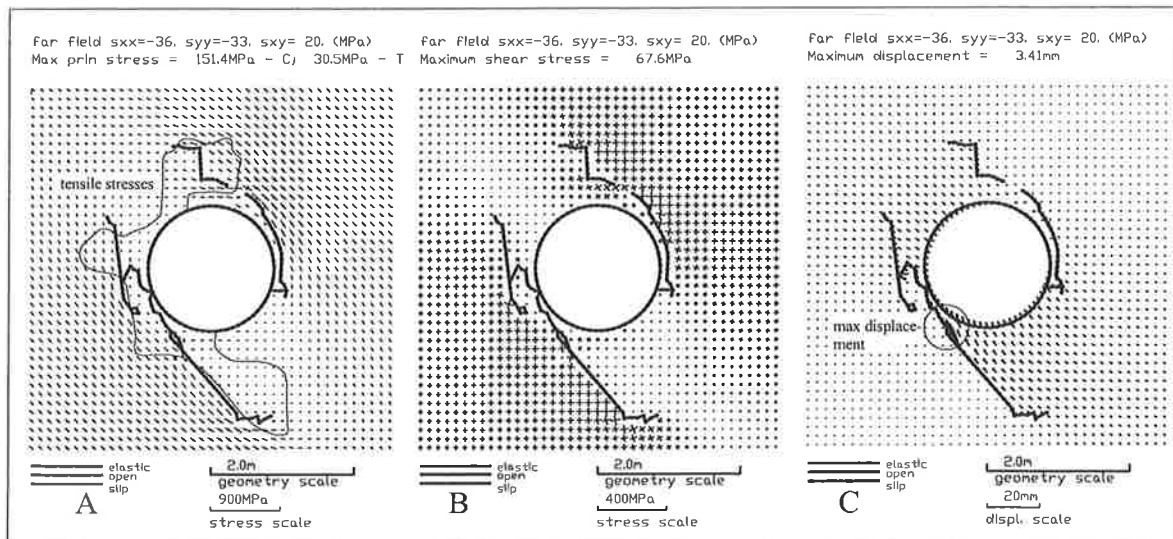 far field sxx=-36. syy=-33. sxy= 20. (MPa)
Max prin stress = 151.4MPa - C; 30.5MPa - T
tensile stresses
elastic
open
slip
A
2.0m
geometry scale
900MPa
stress scale
far field sxx=-36. syy=-33. sxy= 20. (MPa)
Maximum shear stress = 67.6MPa
elastic
open
slip
B
2.0m
geometry scale
400MPa
stress scale
far field sxx=-36. syy=-33. sxy= 20. (MPa)
Maximum displacement = 3.41mm
max displace-
ment
elastic
open
slip
C
2.0m
geometry scale
20mm
displ. scale